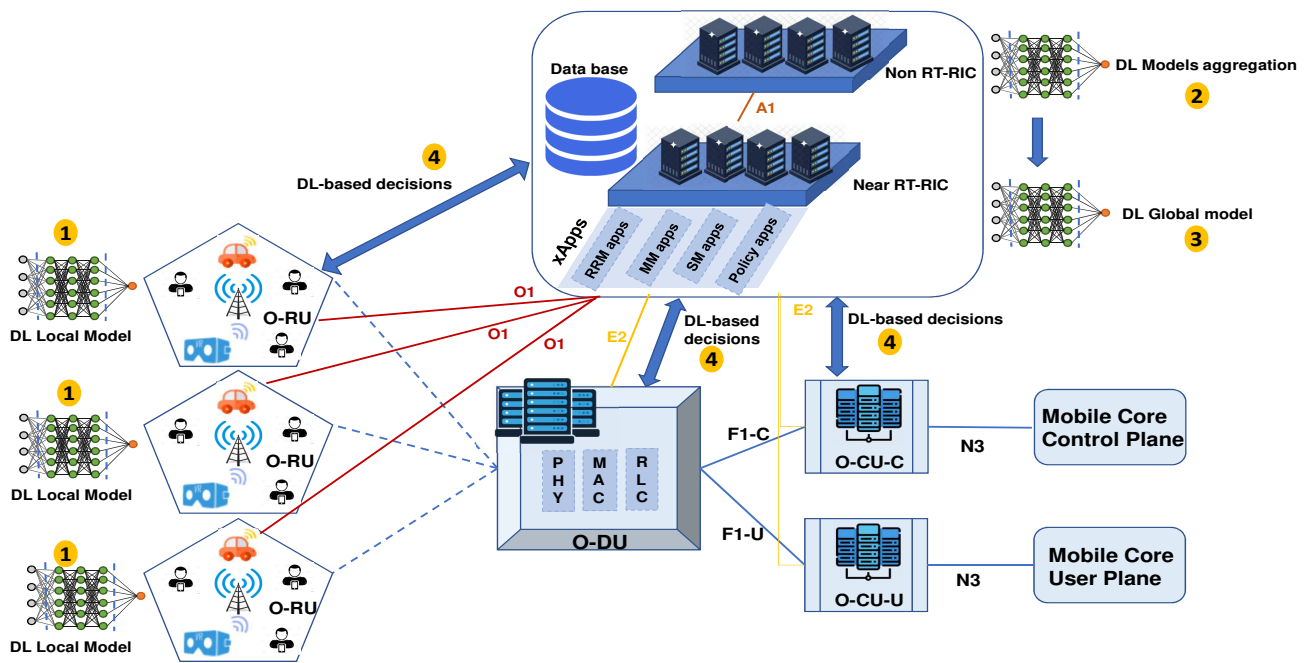 Data base
Non RT-RIC
A1
Near RT-RIC
xApps
RRM apps
MM apps
SM apps
Policy apps
DL Models aggregation
2
DL Global model
3
4
DL-based decisions
1
DL Local Model
O-RU
O1
1
DL Local Model
O-RU
O1
1
DL Local Model
O-RU
O1
E2
DL-based
decisions
4
E2
DL-based decisions
4
PHY
MAC
RLC
O-DU
F1-C
F1-U
O-CU-C
N3
Mobile Core
Control Plane
O-CU-U
N3
Mobile Core
User Plane